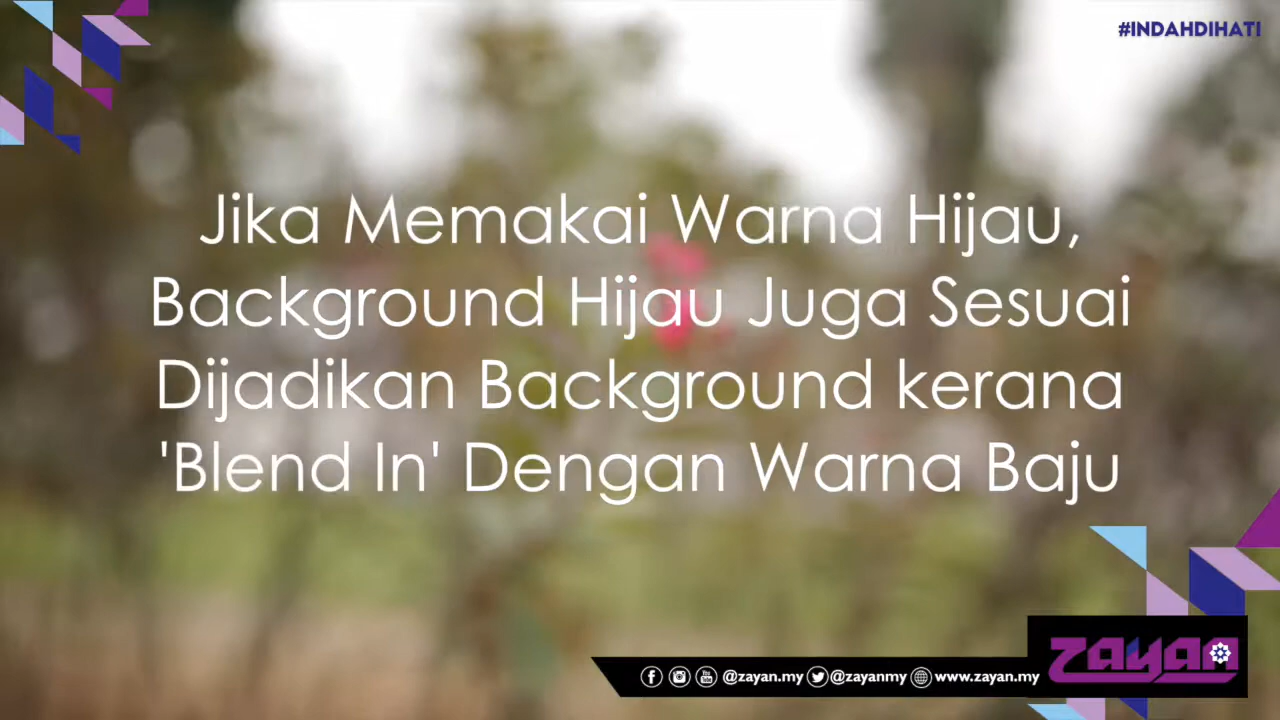 #INDAHDIHATI
Jika Memakai Warna Hijau,
Background Hijau Juga Sesuai
Dijadikan Background kerana
'Blend In' Dengan Warna Baju
zayan
@zayan.my @zayanmy www.zayan.my